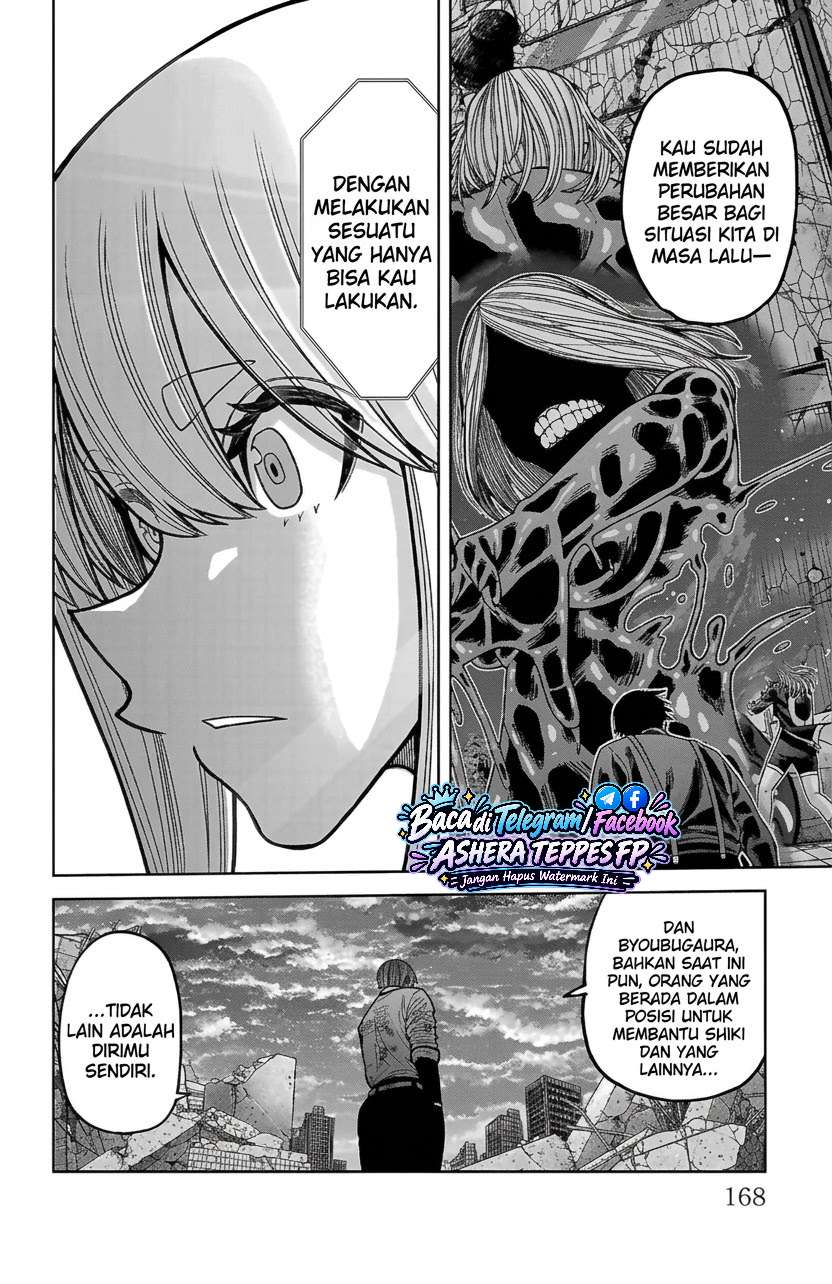 KAU SUDAH
MEMBERIKAN
PERUBAHAN
BESAR BAGI
SITUASI KITA DI
MASA LALU—
DENGAN
MELAKUKAN
SESUATU
YANG HANYA
BISA KAU
LAKUKAN.
Baca di Telegram/Facebook
ASHERA TEPPES FP
Jangan Hapus Watermark Ini
DAN
BYOUBUGAURA,
BAHKAN SAAT INI
PUN, ORANG YANG
BERADA DALAM
POSISI UNTUK
MEMBANTU SHIKI
DAN YANG
LAINNYA...
...TIDAK
LAIN ADALAH
DIRIMU
SENDIRI.
168